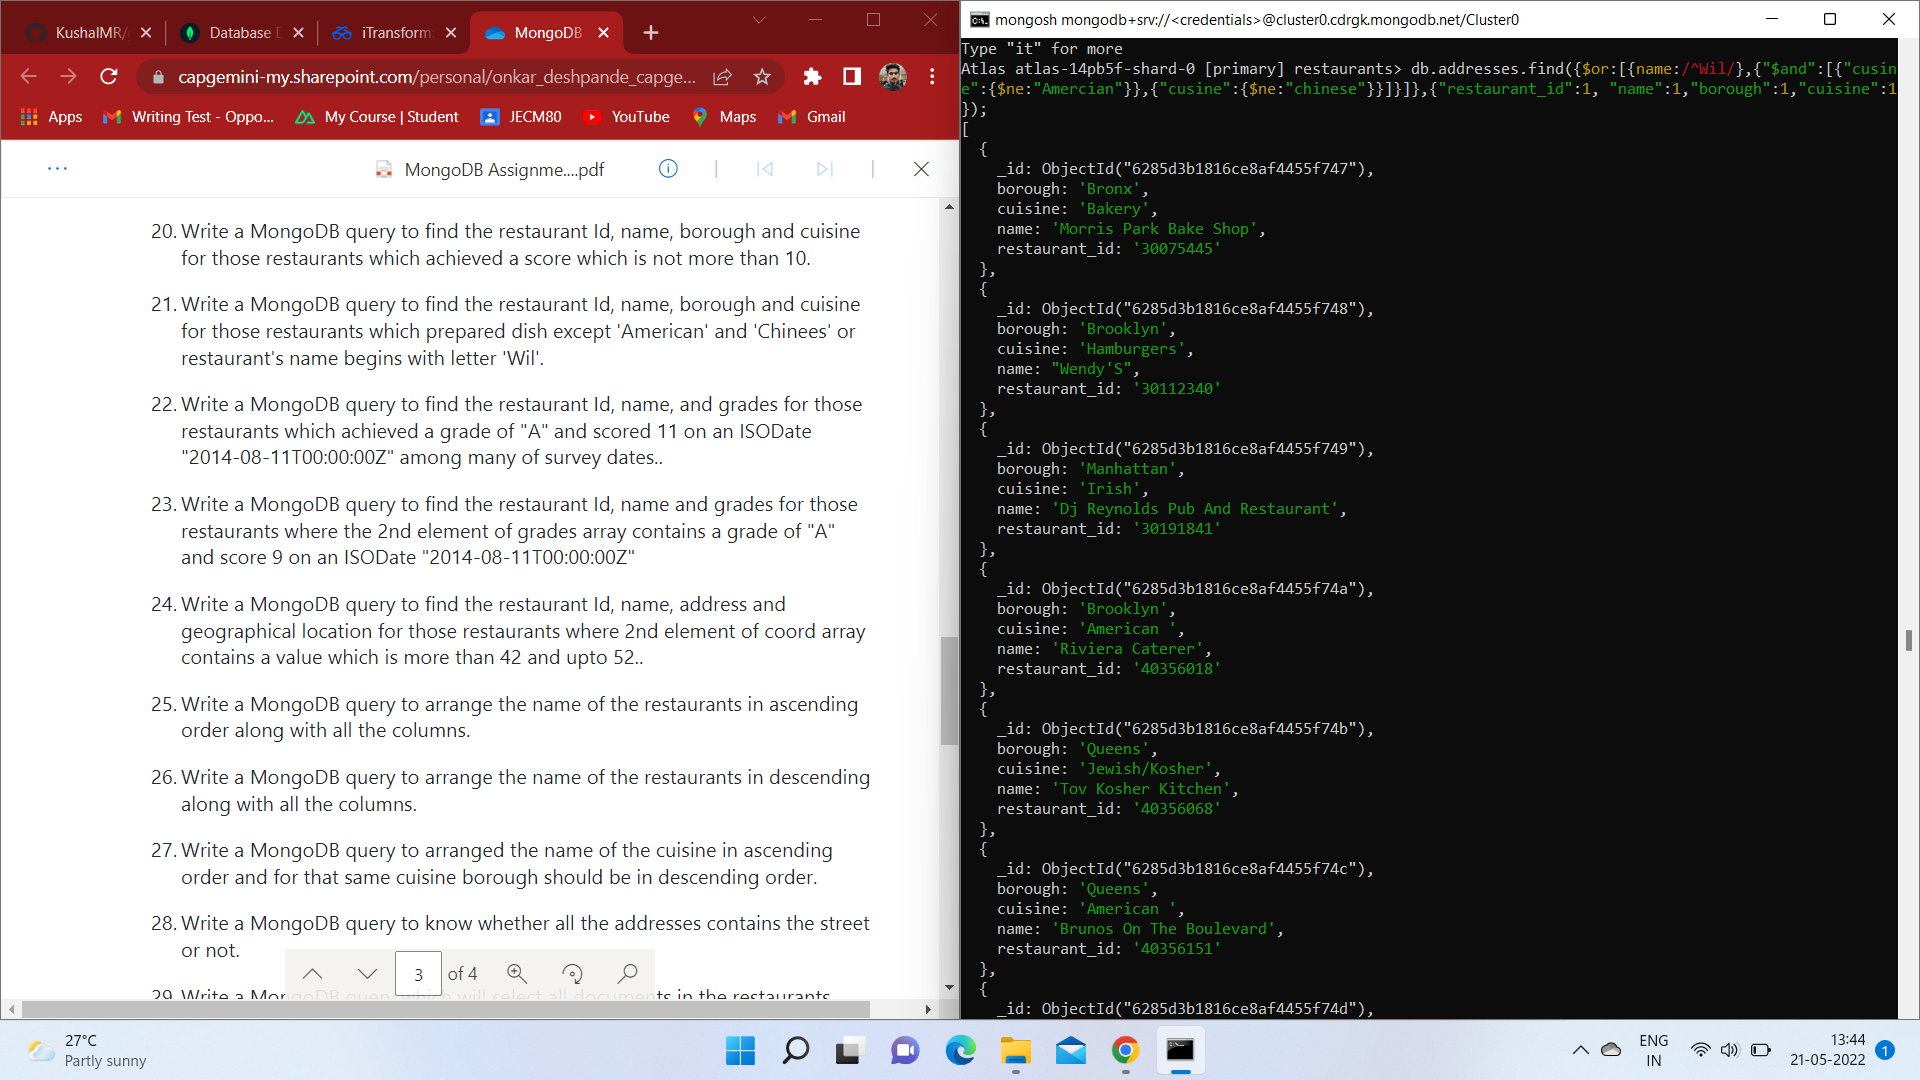 KushalMR/
Database D
iTransform
MongoDB
capgemini-my.sharepoint.com/personal/onkar_deshpande_capge...
Apps
Writing Test - Oppo...
My Course | Student
JECM80
YouTube
Maps
Gmail
MongoDB Assignme....pdf
20. Write a MongoDB query to find the restaurant Id, name, borough and cuisine
for those restaurants which achieved a score which is not more than 10.
21. Write a MongoDB query to find the restaurant Id, name, borough and cuisine
for those restaurants which prepared dish except 'American' and 'Chinees' or
restaurant's name begins with letter 'Wil'.
22. Write a MongoDB query to find the restaurant Id, name, and grades for those
restaurants which achieved a grade of "A" and scored 11 on an ISODate
"2014-08-11T00:00:00Z" among many of survey dates..
23. Write a MongoDB query to find the restaurant Id, name and grades for those
restaurants where the 2nd element of grades array contains a grade of "A"
and score 9 on an ISODate "2014-08-11T00:00:00Z"
24. Write a MongoDB query to find the restaurant Id, name, address and
geographical location for those restaurants where 2nd element of coord array
contains a value which is more than 42 and upto 52..
25. Write a MongoDB query to arrange the name of the restaurants in ascending
order along with all the columns.
26. Write a MongoDB query to arrange the name of the restaurants in descending
along with all the columns.
27. Write a MongoDB query to arranged the name of the cuisine in ascending
order and for that same cuisine borough should be in descending order.
28. Write a MongoDB query to know whether all the addresses contains the street
or not.
29. Write a MongoDB query which will select all documents in the restaurants
3 of 4
mongosh mongodb+srv://<credentials>@cluster0.cdrgk.mongodb.net/Cluster0
Type "it" for more
Atlas atlas-14pb5f-shard-0 [primary] restaurants> db.addresses.find({$or:[{name:/^Wil/},{"$and":[{"cusin
e":{$ne:"Amercian"}},{"cusine":{$ne:"chinese"}}]}]},{"restaurant_id":1, "name":1,"borough":1,"cuisine":1
});
[
{
_id: ObjectId("6285d3b1816ce8af4455f747"),
borough: 'Bronx',
cuisine: 'Bakery',
name: 'Morris Park Bake Shop',
restaurant_id: '30075445'
},
{
_id: ObjectId("6285d3b1816ce8af4455f748"),
borough: 'Brooklyn',
cuisine: 'Hamburgers',
name: "Wendy'S",
restaurant_id: '30112340'
},
{
_id: ObjectId("6285d3b1816ce8af4455f749"),
borough: 'Manhattan',
cuisine: 'Irish',
name: 'Dj Reynolds Pub And Restaurant',
restaurant_id: '30191841'
},
{
_id: ObjectId("6285d3b1816ce8af4455f74a"),
borough: 'Brooklyn',
cuisine: 'American ',
name: 'Riviera Caterer',
restaurant_id: '40356018'
},
{
_id: ObjectId("6285d3b1816ce8af4455f74b"),
borough: 'Queens',
cuisine: 'Jewish/Kosher',
name: 'Tov Kosher Kitchen',
restaurant_id: '40356068'
},
{
_id: ObjectId("6285d3b1816ce8af4455f74c"),
borough: 'Queens',
cuisine: 'American ',
name: 'Brunos On The Boulevard',
restaurant_id: '40356151'
},
{
_id: ObjectId("6285d3b1816ce8af4455f74d"),
27°C
Partly sunny
ENG
IN
13:44
21-05-2022
1